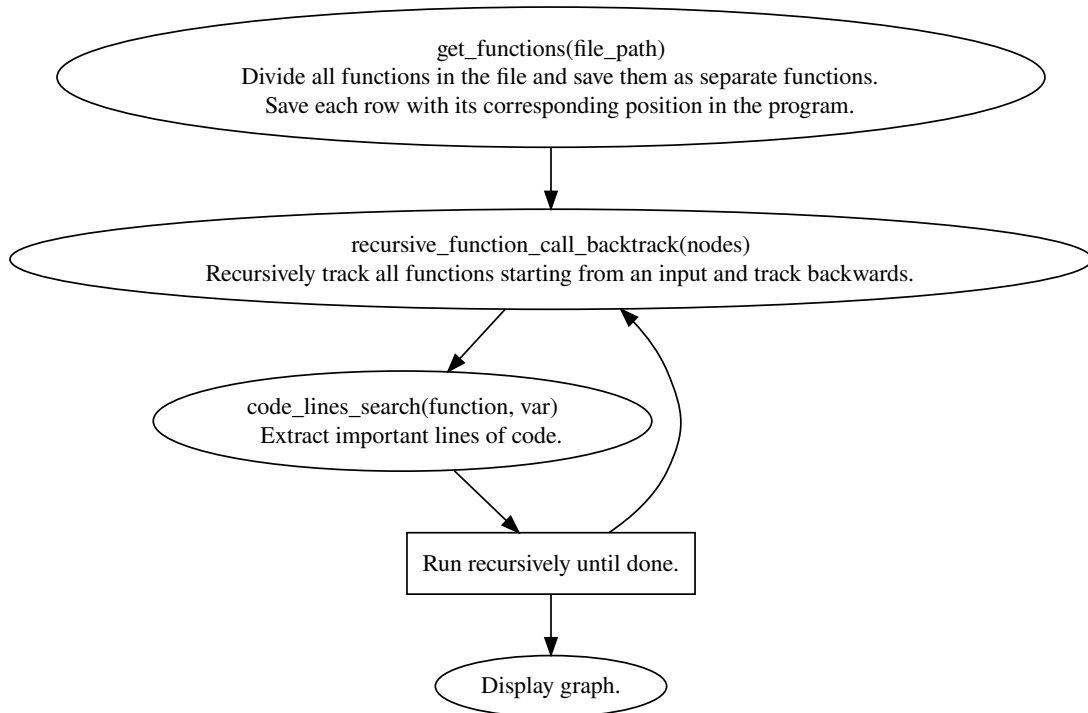 get_functions(file_path)
Divide all functions in the file and save them as separate functions.
Save each row with its corresponding position in the program.
recursive_function_call_backtrack(nodes)
Recursively track all functions starting from an input and track backwards.
code_lines_search(function, var)
Extract important lines of code.
Run recursively until done.
Display graph.